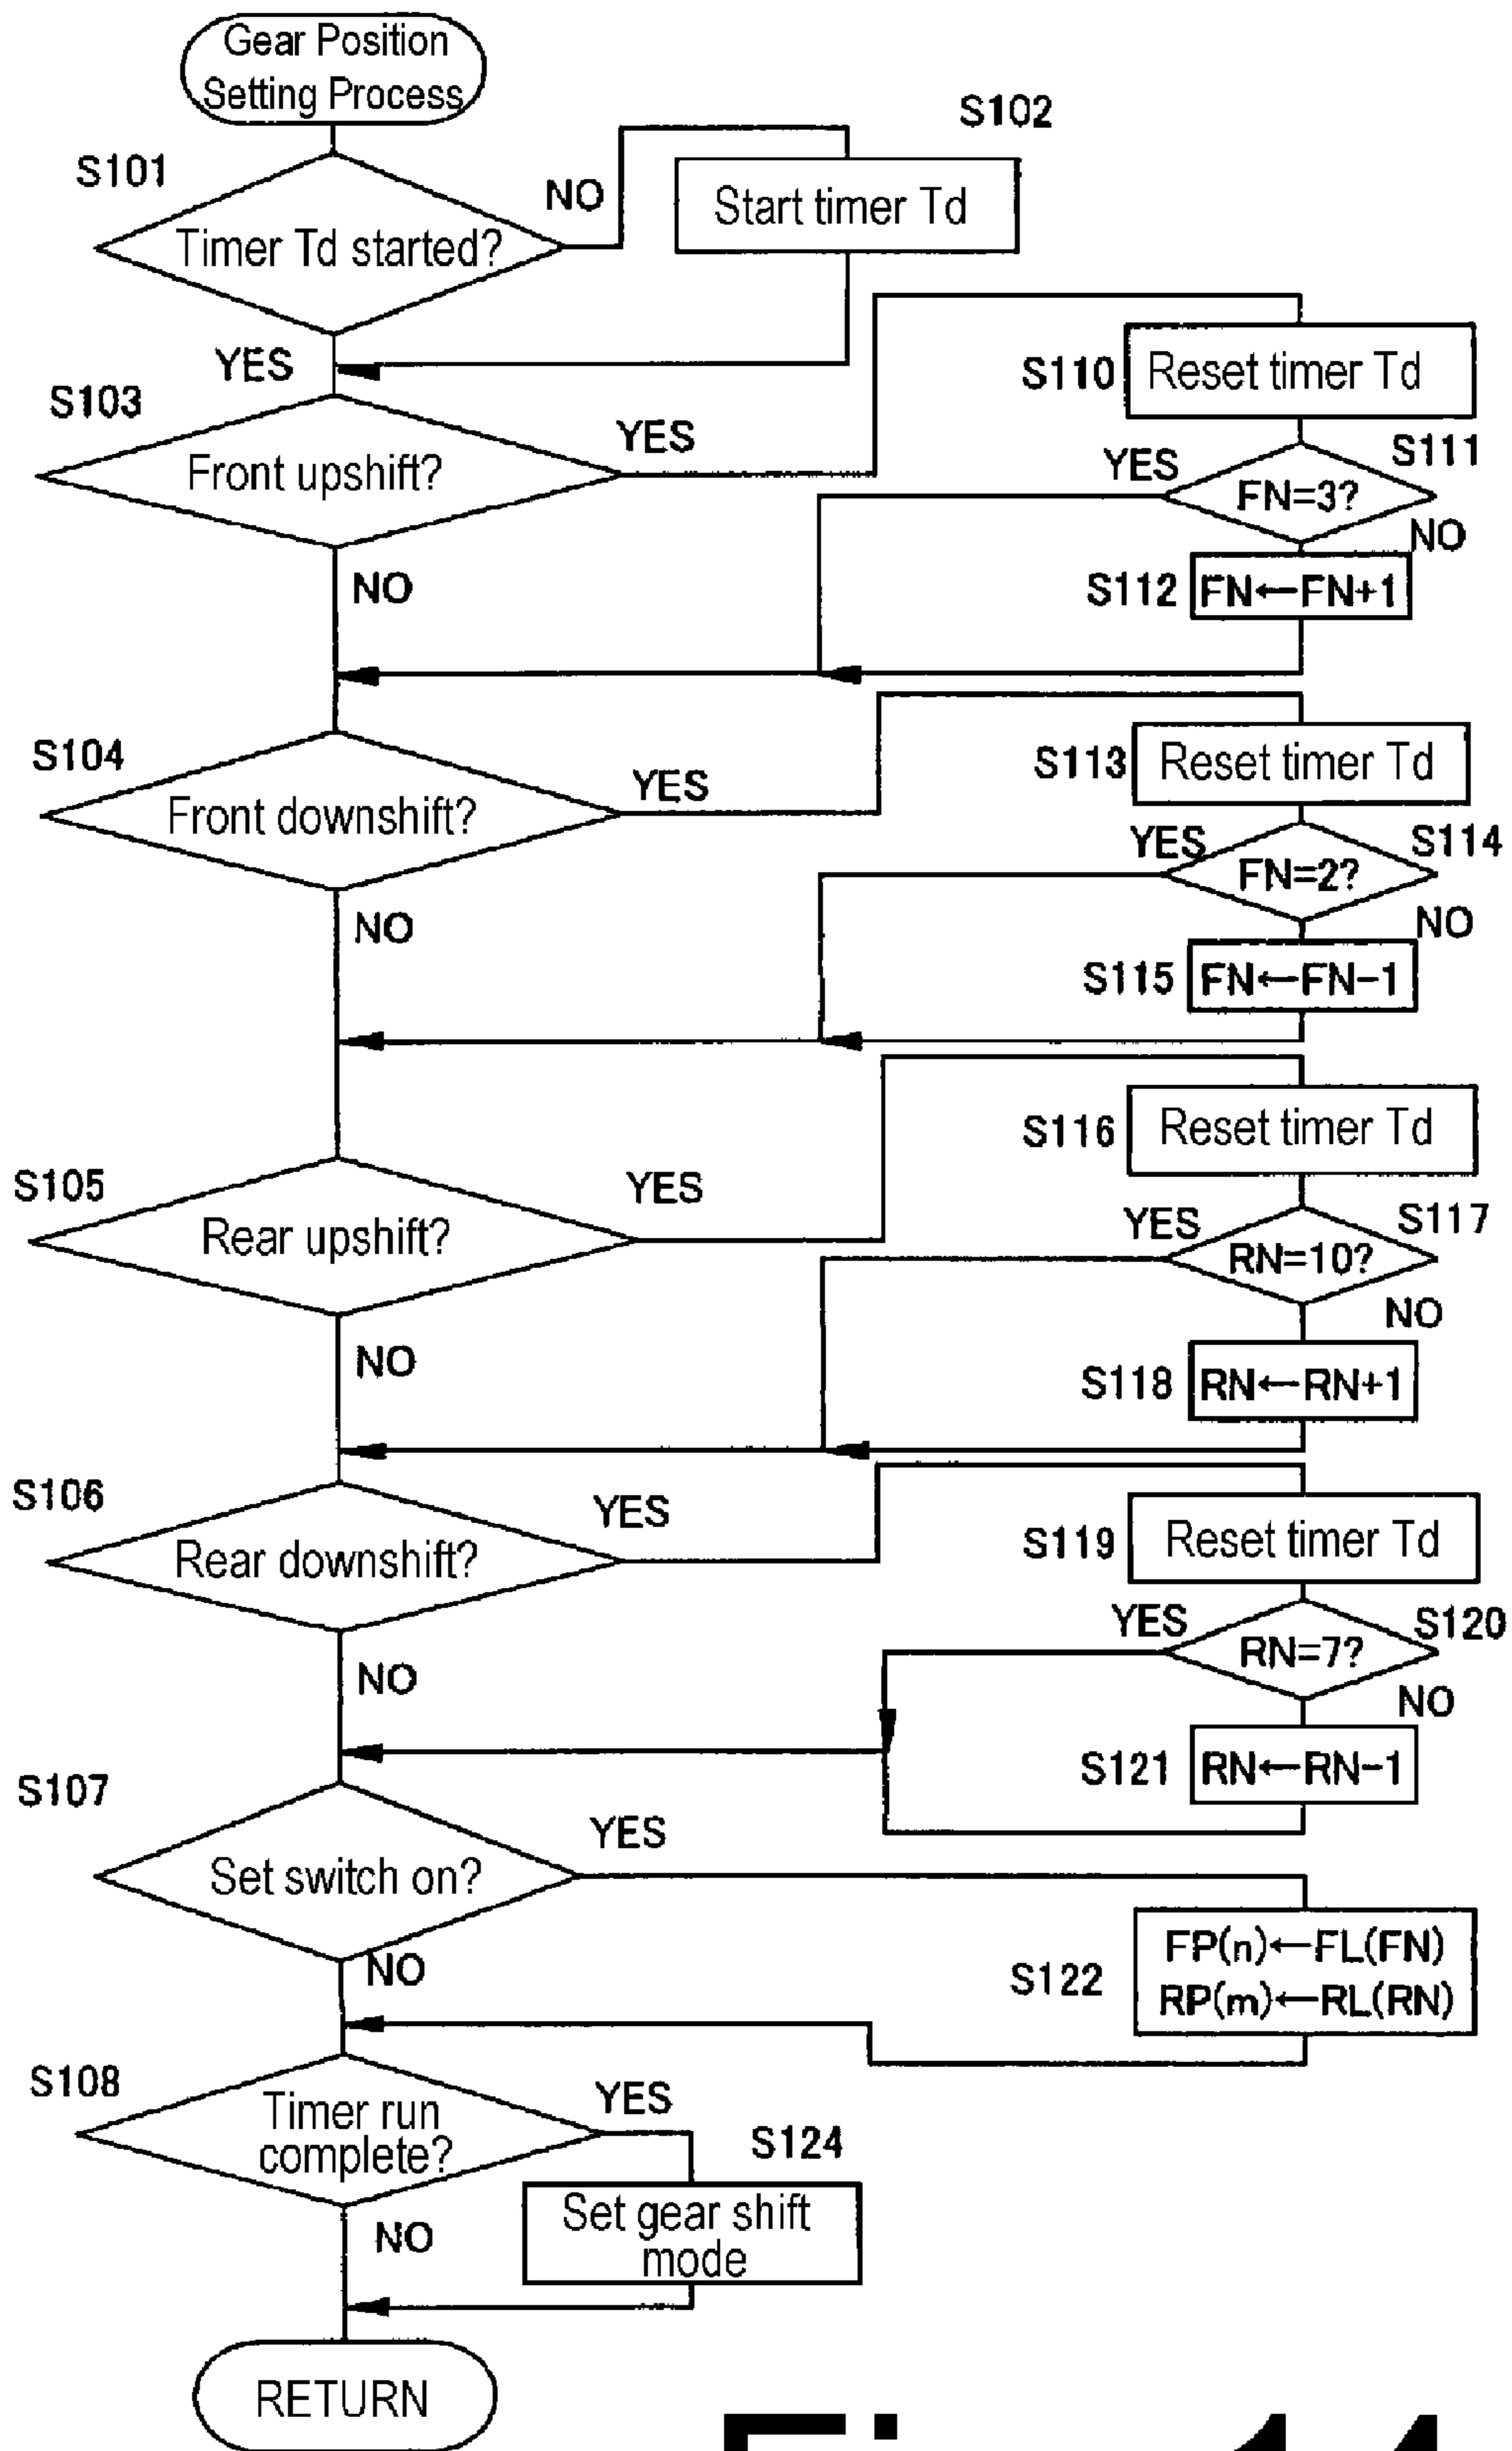 Gear Position
Setting Process
S101
Timer Td started?
NO
S102
Start timer Td
YES
S103
Front upshift?
YES
S110
Reset timer Td
S111
YES
FN=3?
NO
S112
FN←FN+1
NO
S104
Front downshift?
YES
S113
Reset timer Td
S114
YES
FN=2?
NO
S115
FN←FN-1
NO
S105
Rear upshift?
YES
S116
Reset timer Td
S117
YES
RN=10?
NO
S118
RN←RN+1
NO
S106
Rear downshift?
YES
S119
Reset timer Td
S120
YES
RN=7?
NO
S121
RN←RN-1
NO
S107
Set switch on?
YES
S122
FP(n)←FL(FN)
RP(m)←RL(RN)
NO
S108
Timer run
complete?
YES
S124
Set gear shift
mode
NO
RETURN